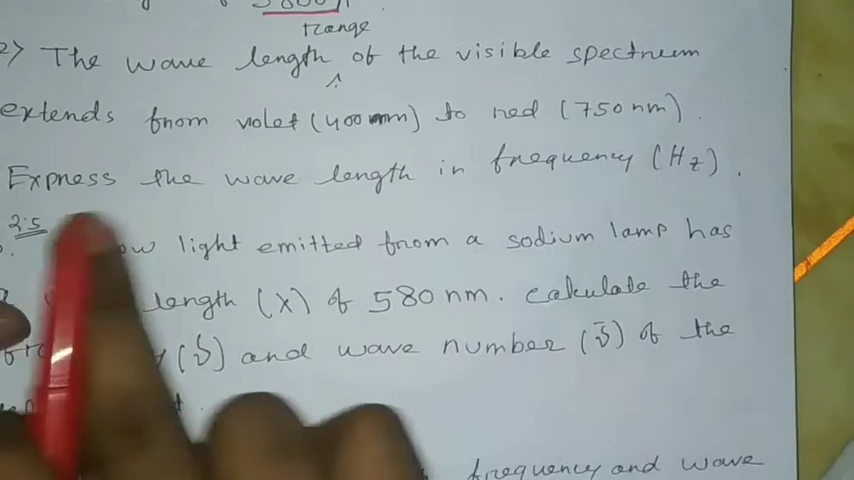 5800
range
2) The wave length of the visible spectrum
extends from violet (400 nm) to red (750 nm).
Express the wave length in frequency (Hz).
2.5
light emitted from a sodium lamp has
length (λ) of 580 nm. calculate the
and wave number (ν̄) of the
frequency and wave